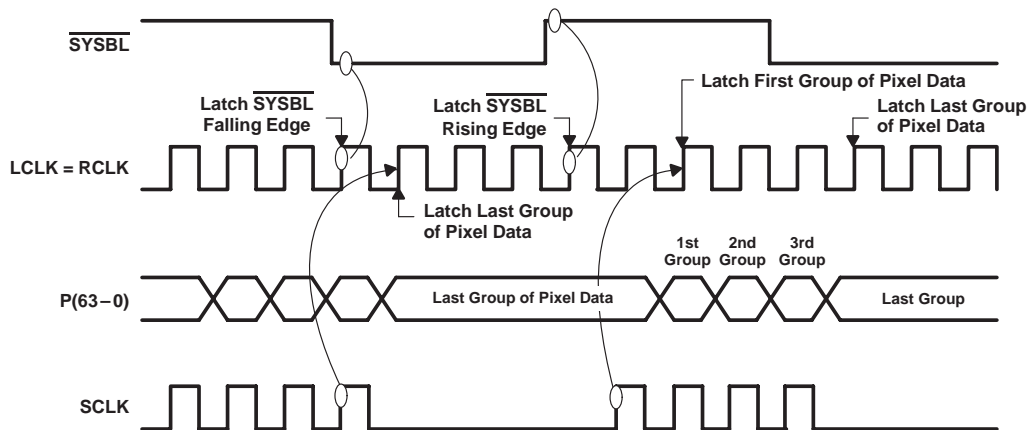 SYSBL
Latch First Group of Pixel Data
Latch SYSBL
Falling Edge
Latch SYSBL
Rising Edge
Latch Last Group
of Pixel Data
LCLK = RCLK
Latch Last Group
of Pixel Data
1st
Group
2nd
Group
3rd
Group
P(63−0)
Last Group of Pixel Data
Last Group
SCLK